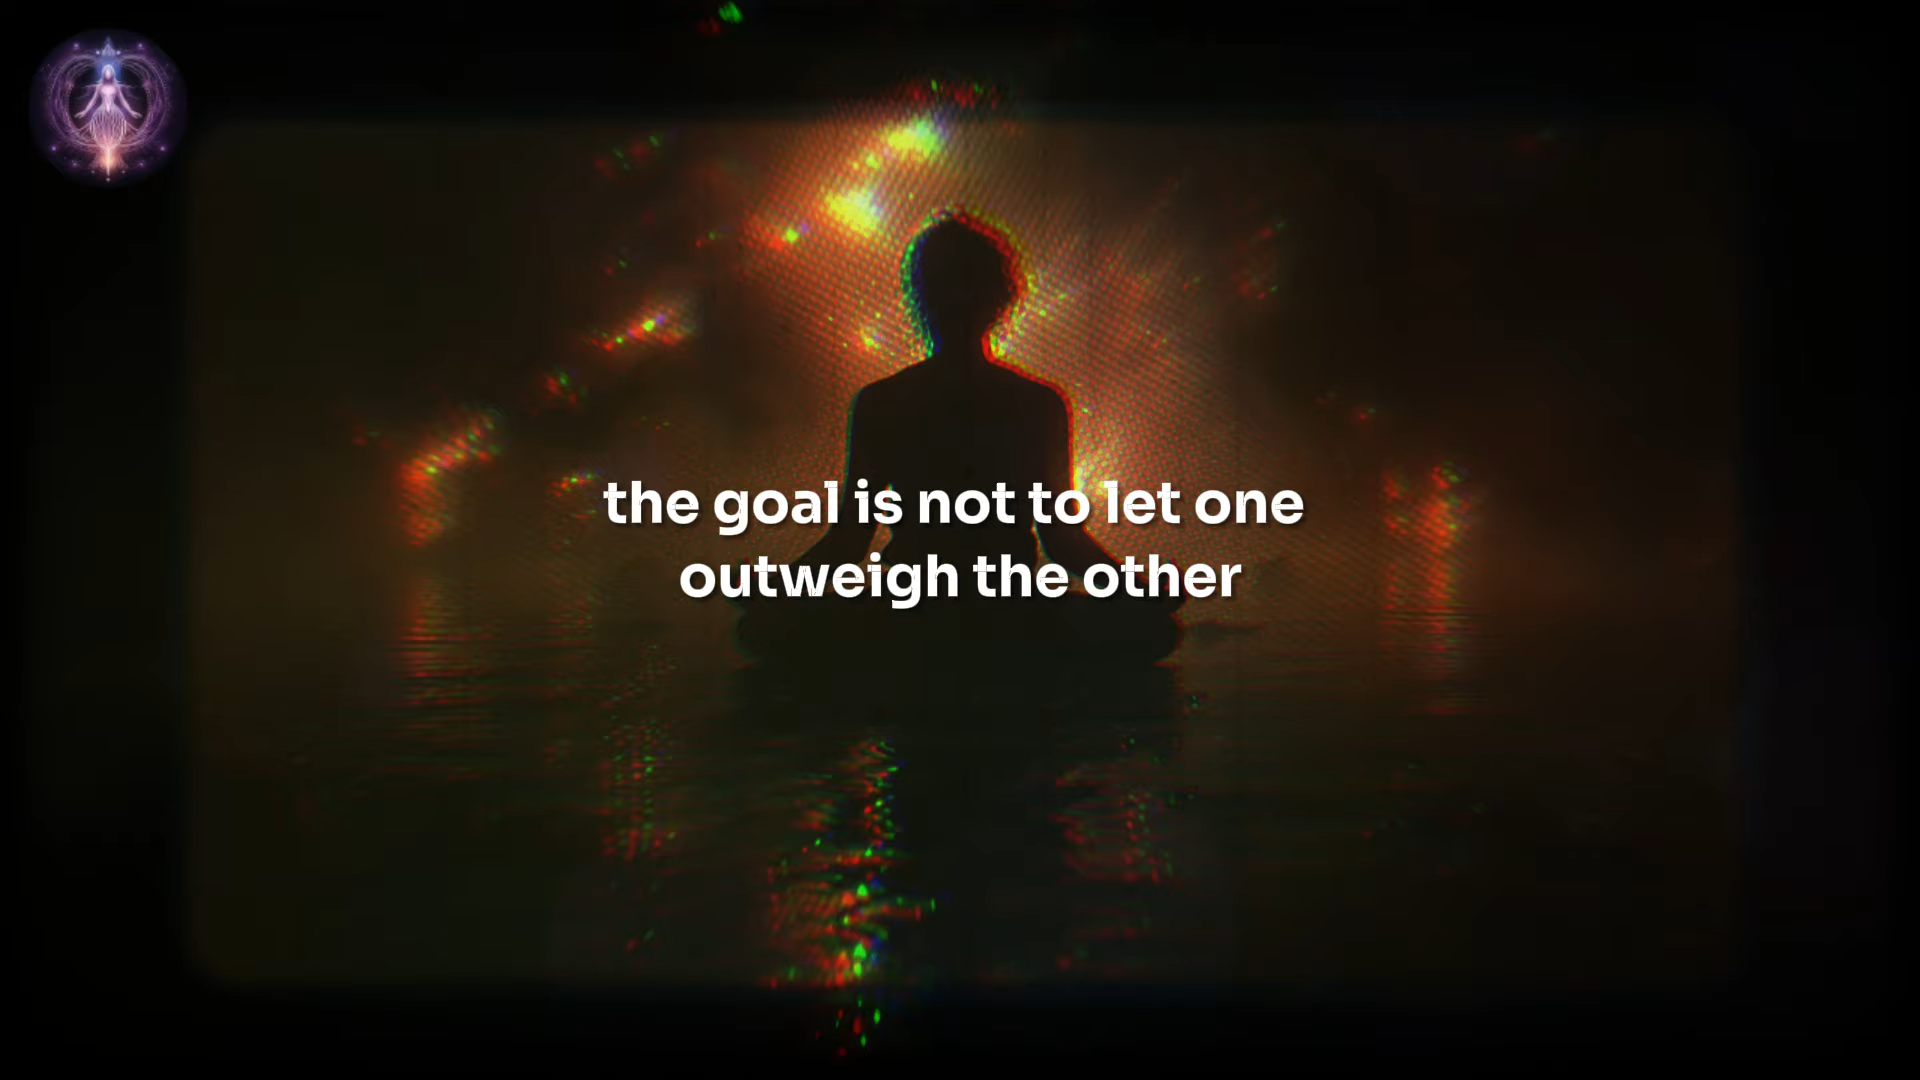 the goal is not to let one
outweigh the other